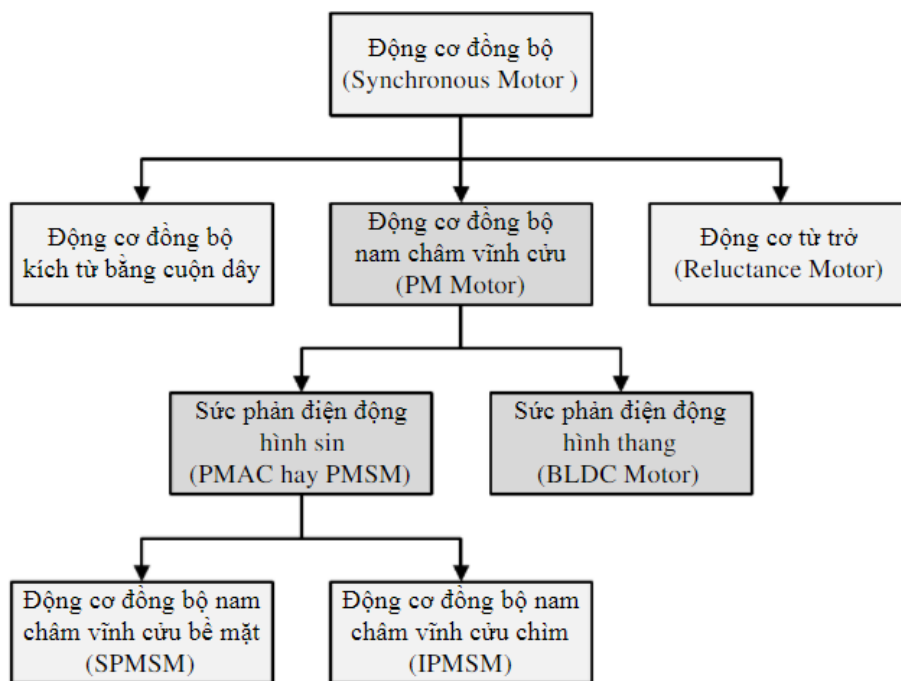 Động cơ đồng bộ
(Synchronous Motor )
Động cơ đồng bộ
kích từ bằng cuộn dây
Động cơ đồng bộ
nam châm vĩnh cửu
(PM Motor)
Động cơ từ trở
(Reluctance Motor)
Sức phản điện động
hình sin
(PMAC hay PMSM)
Sức phản điện động
hình thang
(BLDC Motor)
Động cơ đồng bộ nam
châm vĩnh cửu bề mặt
(SPMSM)
Động cơ đồng bộ nam
châm vĩnh cửu chìm
(IPMSM)